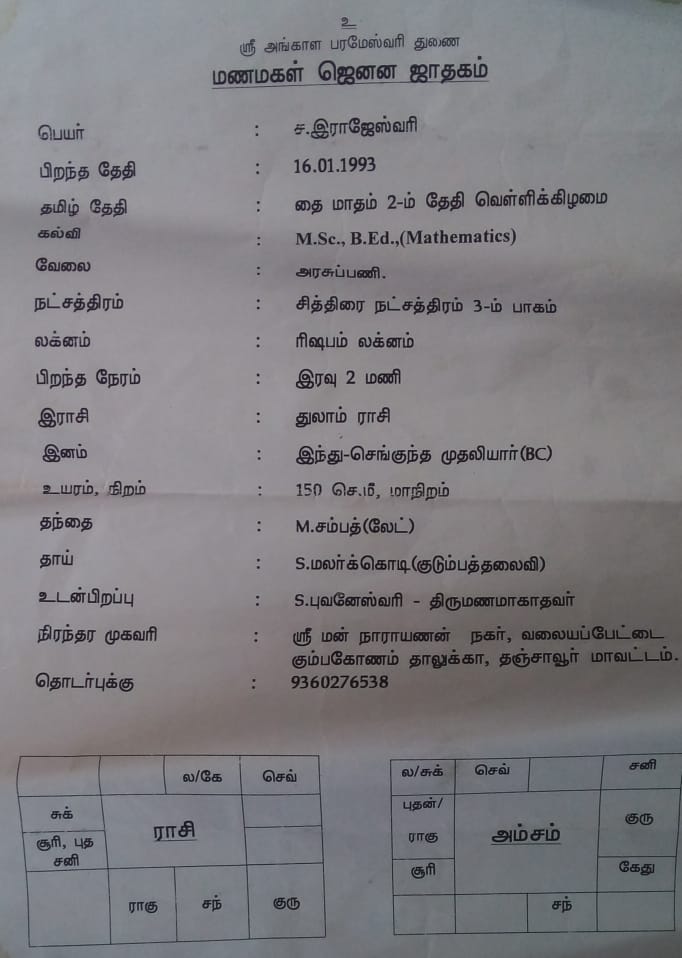 உ
ஸ்ரீ அங்காள பரமேஸ்வரி துணை
மணமகள் ஜெனன ஜாதகம்
பெயர் : ச.இராஜேஸ்வரி
பிறந்த தேதி : 16.01.1993
தமிழ் தேதி : தை மாதம் 2-ம் தேதி வெள்ளிக்கிழமை
கல்வி : M.Sc., B.Ed.,(Mathematics)
வேலை : அரசுப்பணி.
நட்சத்திரம் : சித்திரை நட்சத்திரம் 3-ம் பாகம்
லக்னம் : ரிஷபம் லக்னம்
பிறந்த நேரம் : இரவு 2 மணி
இராசி : துலாம் ராசி
இனம் : இந்து-செங்குந்த முதலியார்(BC)
உயரம், நிறம் : 150 செ.மீ, மாநிறம்
தந்தை : M.சம்பத்(லேட்)
தாய் : S.மலர்க்கொடி(குடும்பத்தலைவி)
உடன்பிறப்பு : S.புவனேஸ்வரி - திருமணமாகாதவர்
நிரந்தர முகவரி : ஸ்ரீ மன் நாராயணன் நகர், வலையப்பேட்டை
கும்பகோணம் தாலுக்கா, தஞ்சாவூர் மாவட்டம்.
தொடர்புக்கு : 9360276538
ல/கே செவ்
சுக்
ராசி
சூரி, புத
சனி
ராகு சந் குரு
ல/சுக் செவ் சனி
புதன்/
ராகு
அம்சம்
குரு
சூரி
கேது
சந்